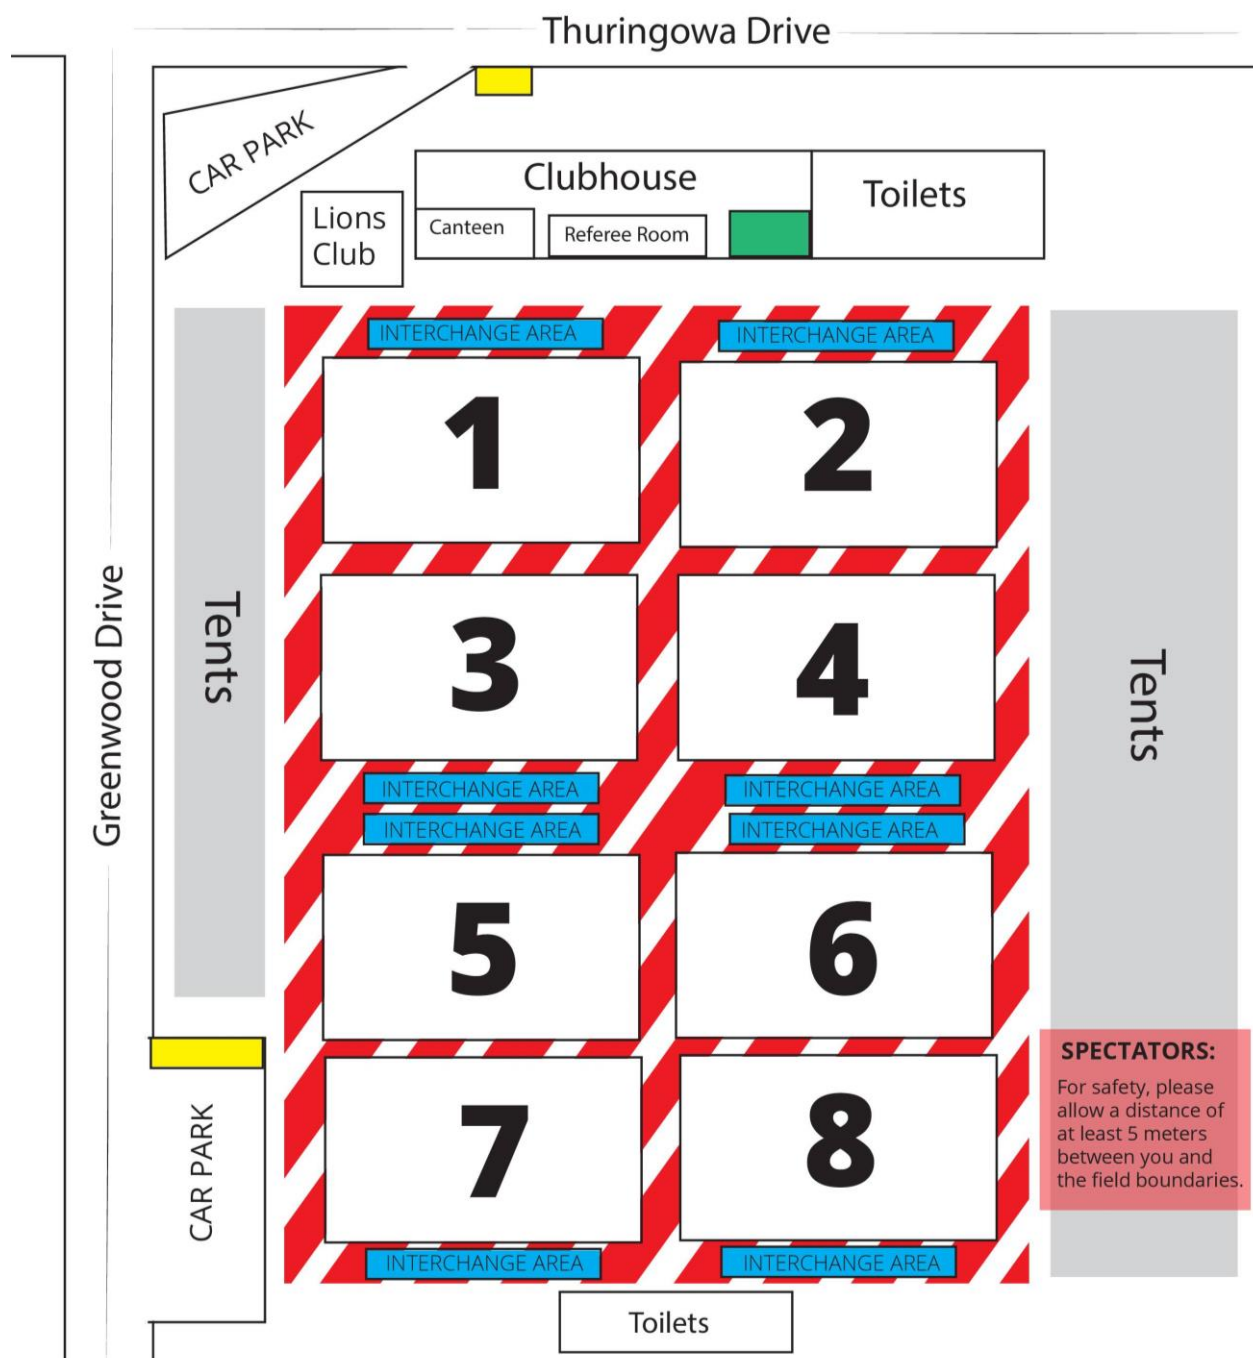 Thuringowa Drive
CAR PARK
Clubhouse
Toilets
Lions
Club
Canteen
Referee Room
INTERCHANGE AREA
INTERCHANGE AREA
1
2
Greenwood Drive
Tents
3
4
Tents
INTERCHANGE AREA
INTERCHANGE AREA
INTERCHANGE AREA
INTERCHANGE AREA
5
6
SPECTATORS:
For safety, please
allow a distance of
at least 5 meters
between you and
the field boundaries.
CAR PARK
7
8
INTERCHANGE AREA
INTERCHANGE AREA
Toilets